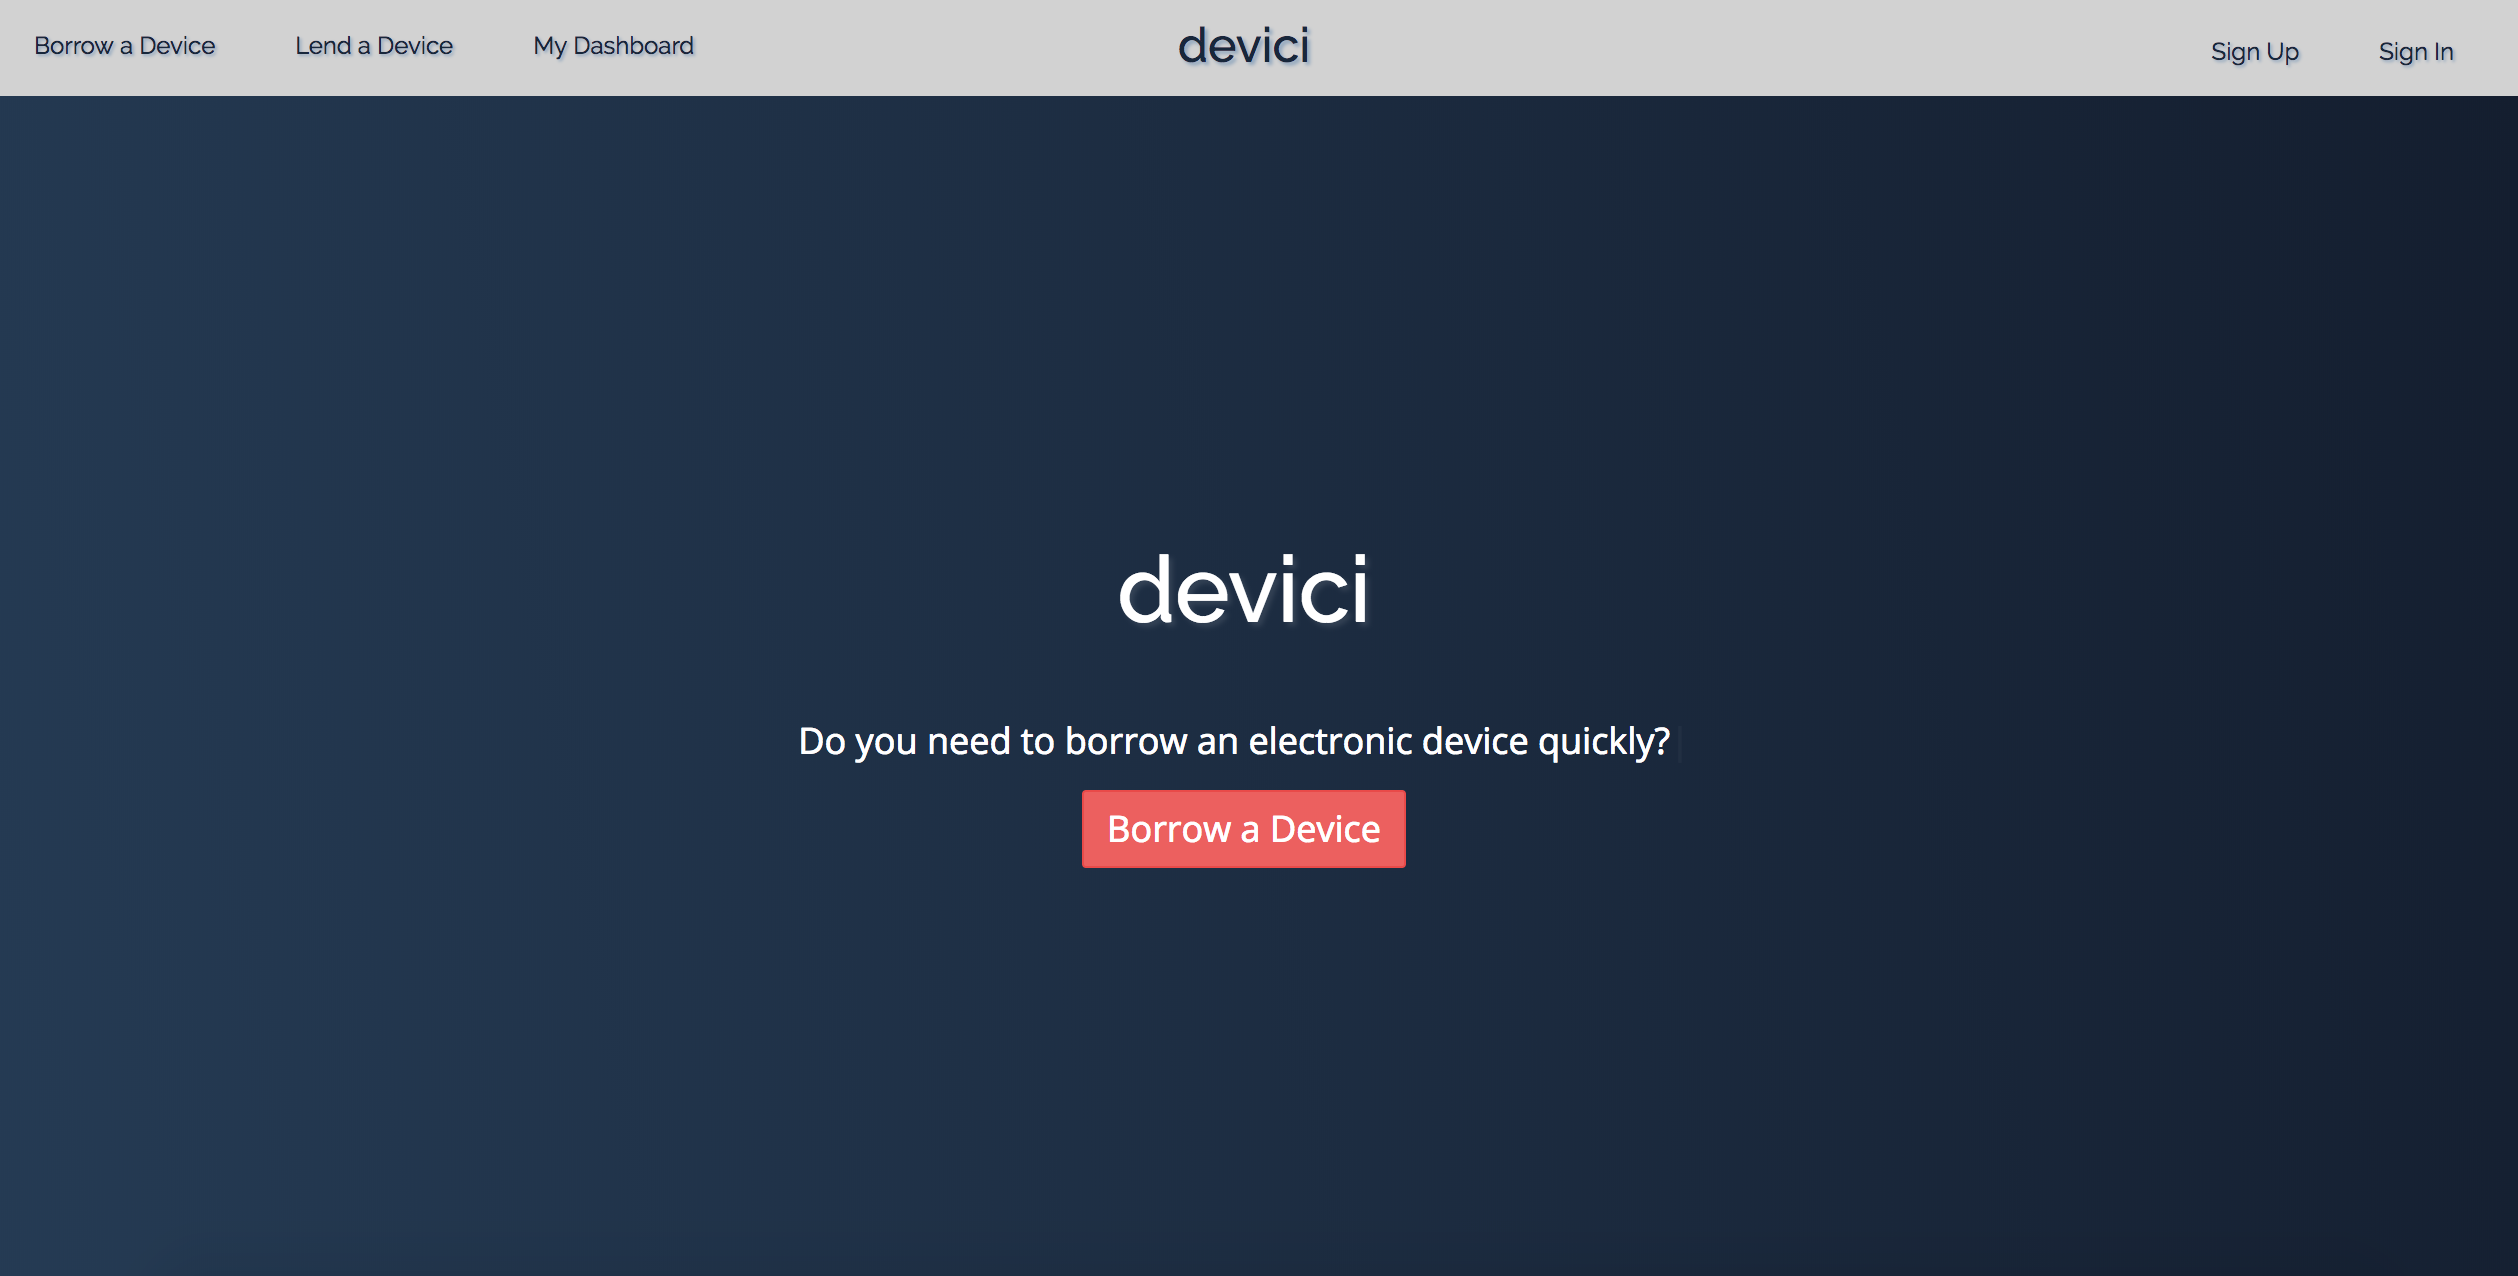 Borrow a Device Lend a Device My Dashboard devici Sign Up Sign In
devici
Do you need to borrow an electronic device quickly?
Borrow a Device